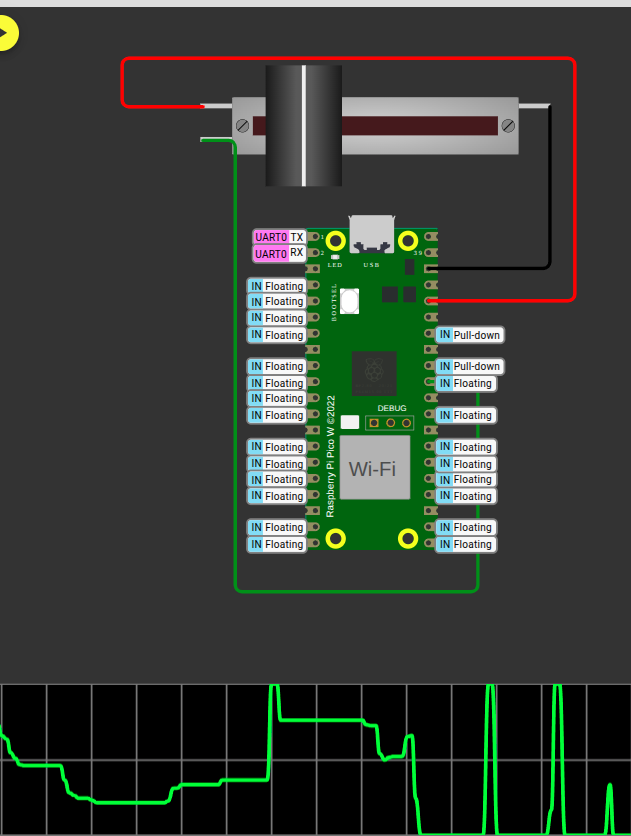 UART0 TX
UART0 RX
1
2
39
LED
USB
BOOTSEL
IN Floating
IN Floating
IN Floating
IN Floating
IN Floating
IN Floating
IN Floating
IN Floating
IN Floating
IN Floating
IN Floating
IN Floating
IN Floating
IN Floating
IN Pull-down
IN Pull-down
IN Floating
IN Floating
IN Floating
IN Floating
IN Floating
IN Floating
IN Floating
IN Floating
DEBUG
Raspberry Pi Pico W ©2022
Wi-Fi